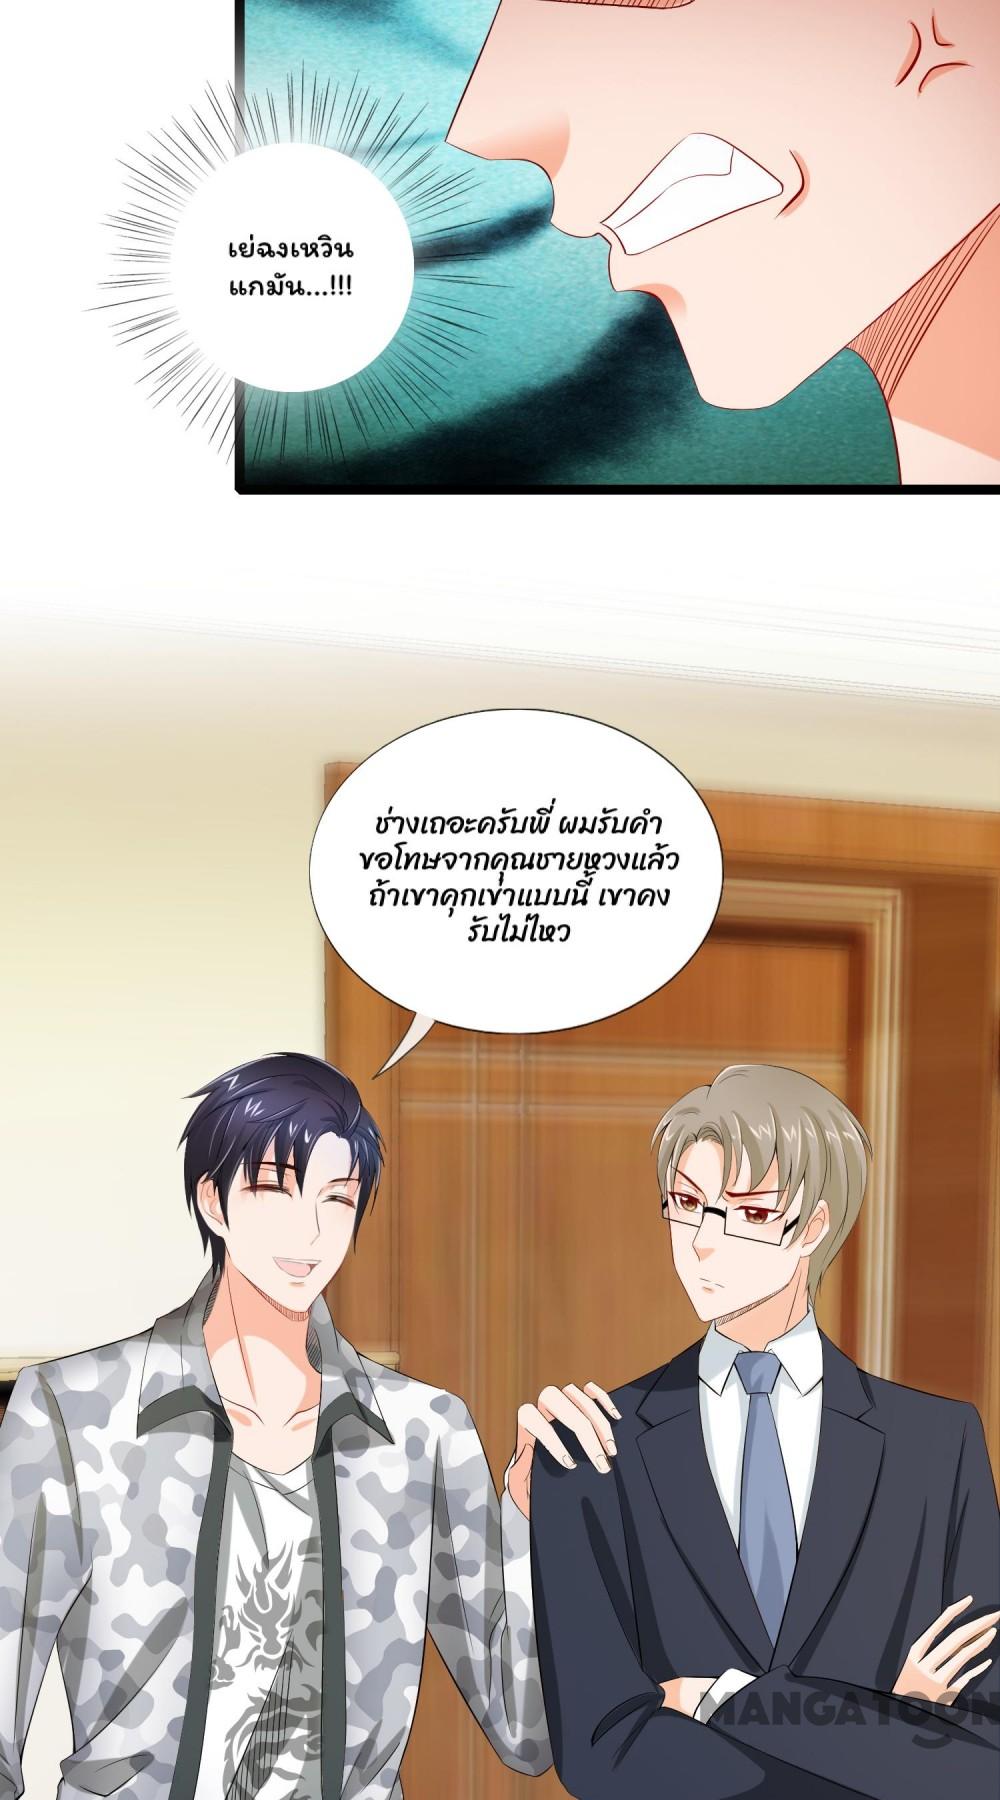 เย่ฉงเหวิน
แกมัน...!!!
ช่างเถอะครับพี่ ผมรับคำ
ขอโทษจากคุณชายหวงแล้ว
ถ้าเขาคุกเข่าแบบนี้ เขาคง
รับไม่ไหว
MANGATOON